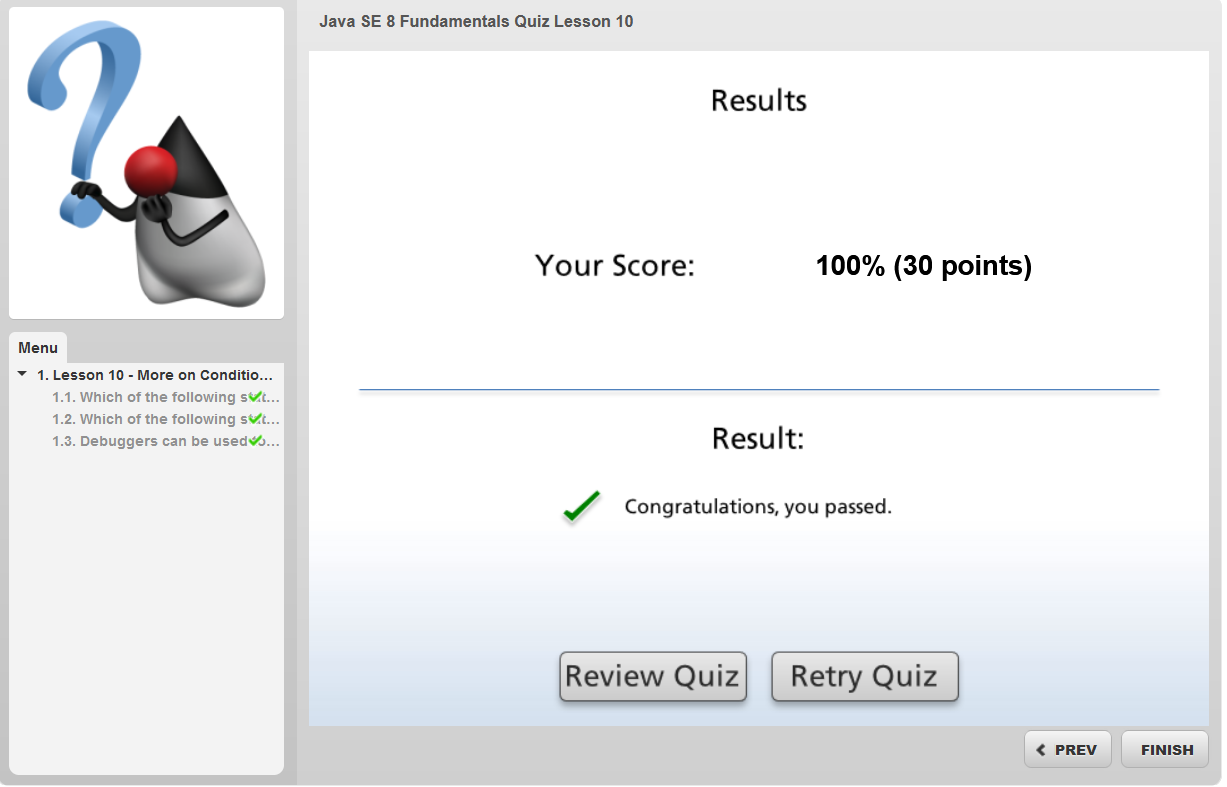 Java SE 8 Fundamentals Quiz Lesson 10
Results
Your Score: 100% (30 points)
Result:
Congratulations, you passed.
Review Quiz Retry Quiz
PREV FINISH
Menu
1. Lesson 10 - More on Conditio...
1.1. Which of the following s
1.2. Which of the following s
1.3. Debuggers can be used